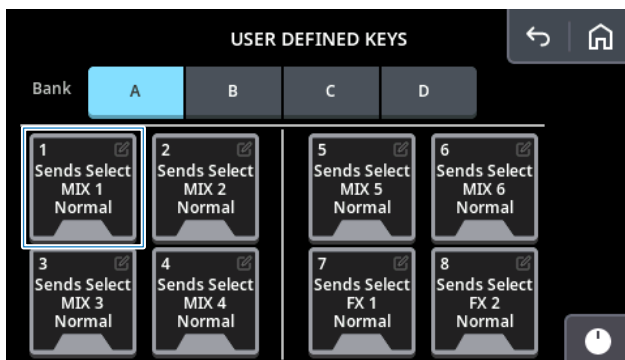 USER DEFINED KEYS
Bank A B C D
1 2 5 6
Sends Select Sends Select Sends Select Sends Select
MIX 1 MIX 2 MIX 5 MIX 6
Normal Normal Normal Normal
3 4 7 8
Sends Select Sends Select Sends Select Sends Select
MIX 3 MIX 4 FX 1 FX 2
Normal Normal Normal Normal